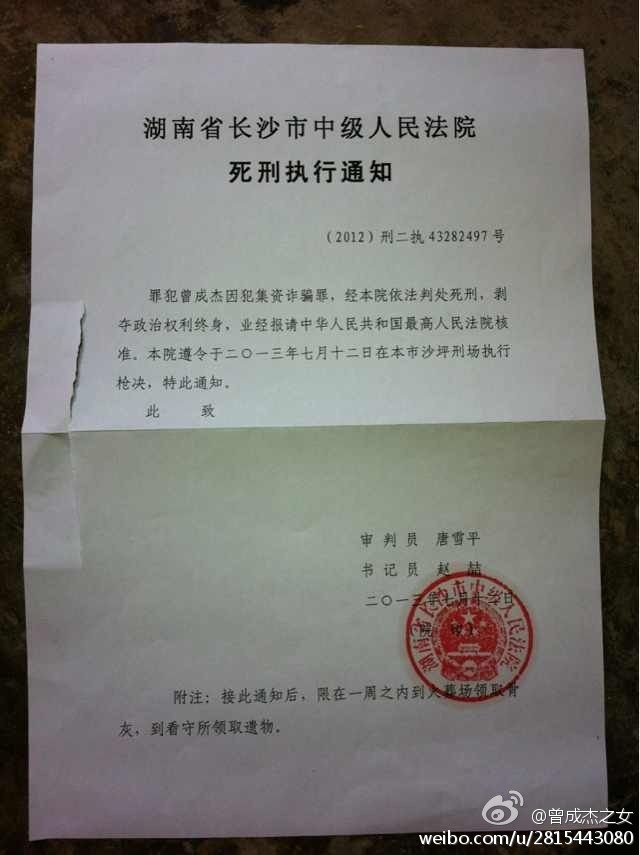 湖南省长沙市中级人民法院
死刑执行通知
（2012）刑二执 43282497 号
罪犯曾成杰因犯集资诈骗罪，经本院依法判处死刑，剥
夺政治权利终身，业经报请中华人民共和国最高人民法院核
准。本院遵令于二〇一三年七月十二日在本市沙坪刑场执行
枪决，特此通知。
此 致
审 判 员 唐雪平
书 记 员 赵 喆
二〇一三年七月十二日
院 印
湖南省长沙市中级人民法院
附注：接此通知后，限在一周之内到火葬场领取骨
灰，到看守所领取遗物。
@曾成杰之女
weibo.com/u/2815443080